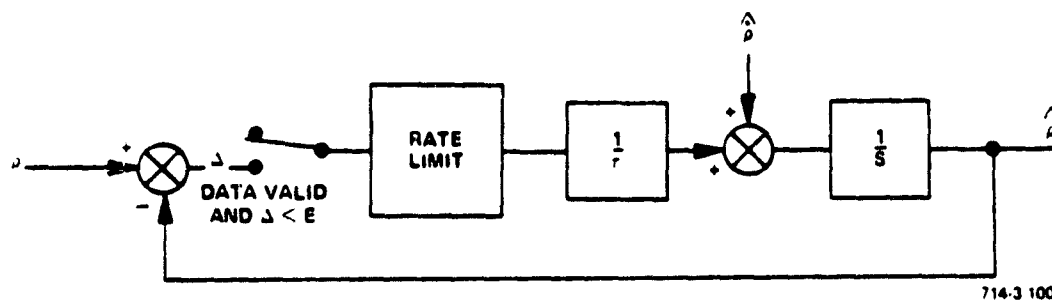 ρ̂
+
ρ
+
Δ
−
DATA VALID
AND Δ < E
RATE
LIMIT
1
τ
+
+
1
S
ρ̂
714-3 100